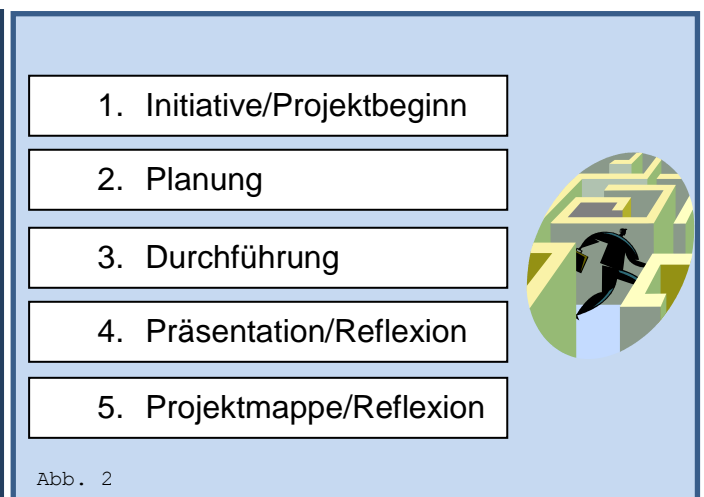 1. Initiative/Projektbeginn
2. Planung
3. Durchführung
4. Präsentation/Reflexion
5. Projektmappe/Reflexion
Abb. 2